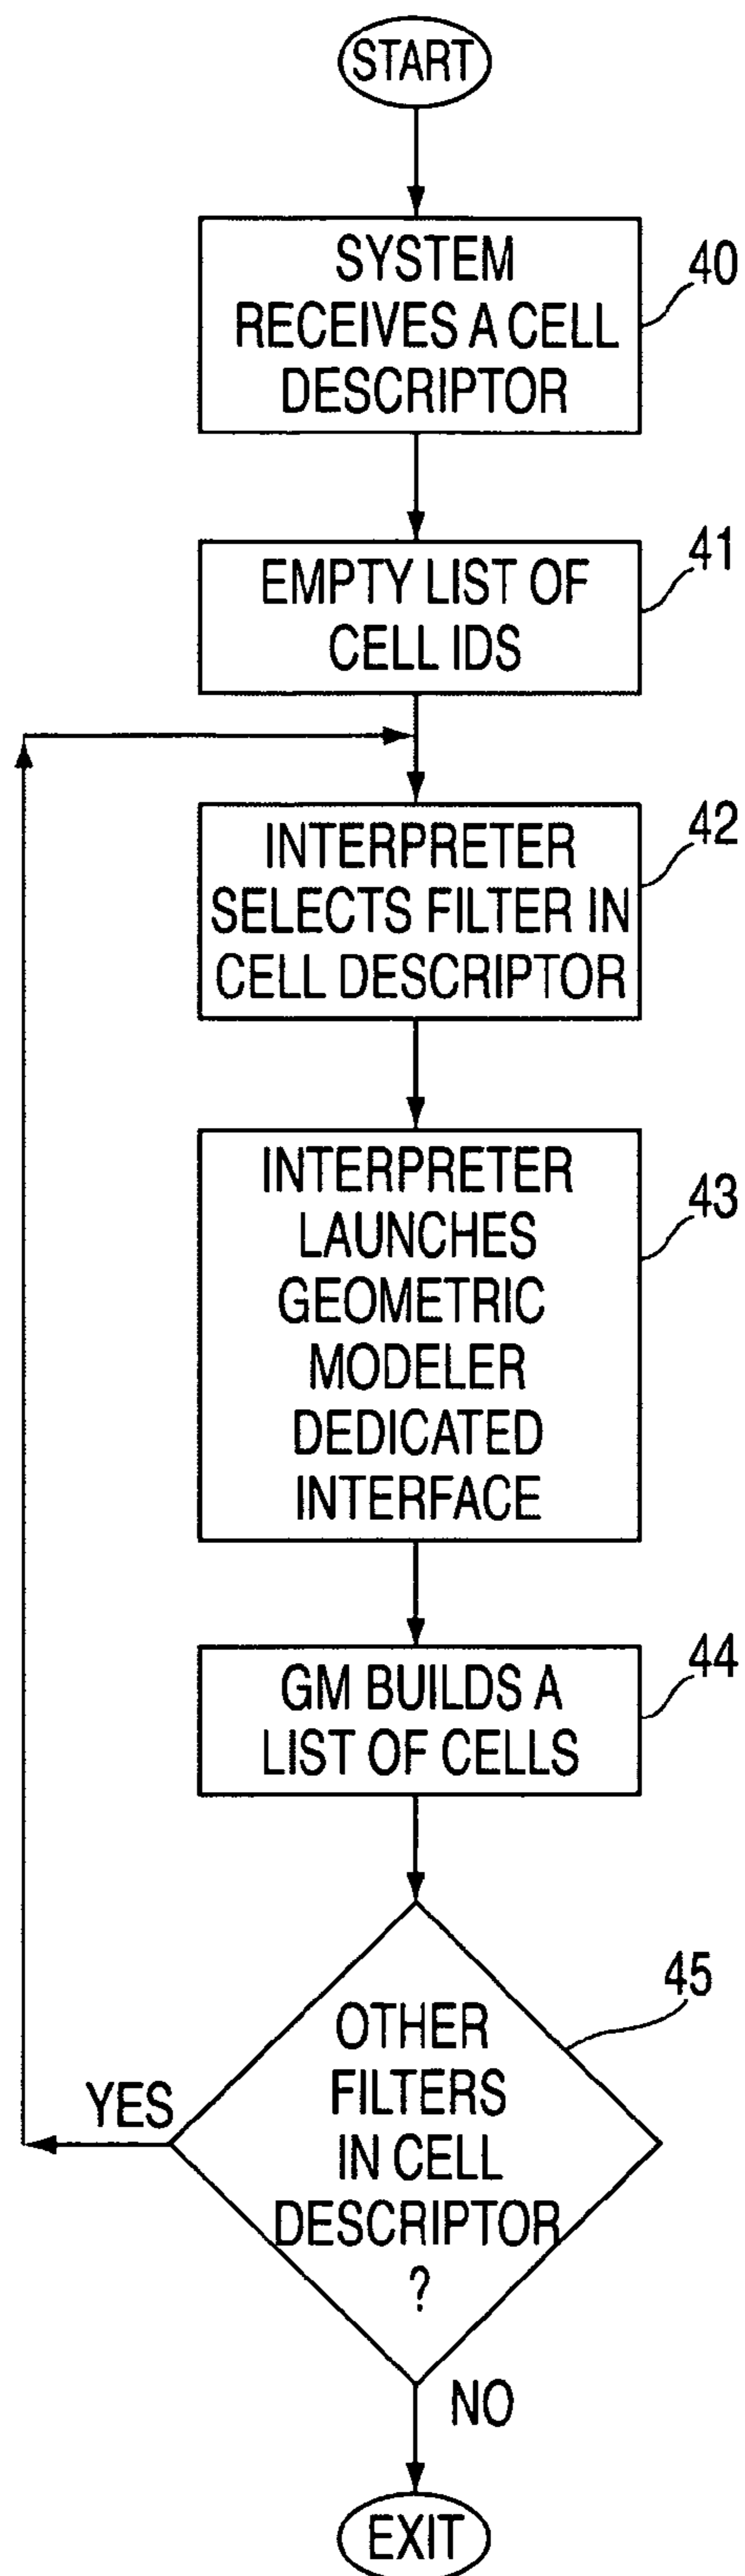 START
SYSTEM
RECEIVES A CELL
DESCRIPTOR
40
EMPTY LIST OF
CELL IDS
41
INTERPRETER
SELECTS FILTER IN
CELL DESCRIPTOR
42
INTERPRETER
LAUNCHES
GEOMETRIC
MODELER
DEDICATED
INTERFACE
43
GM BUILDS A
LIST OF CELLS
44
OTHER
FILTERS
IN CELL
DESCRIPTOR
?
45
YES
NO
EXIT